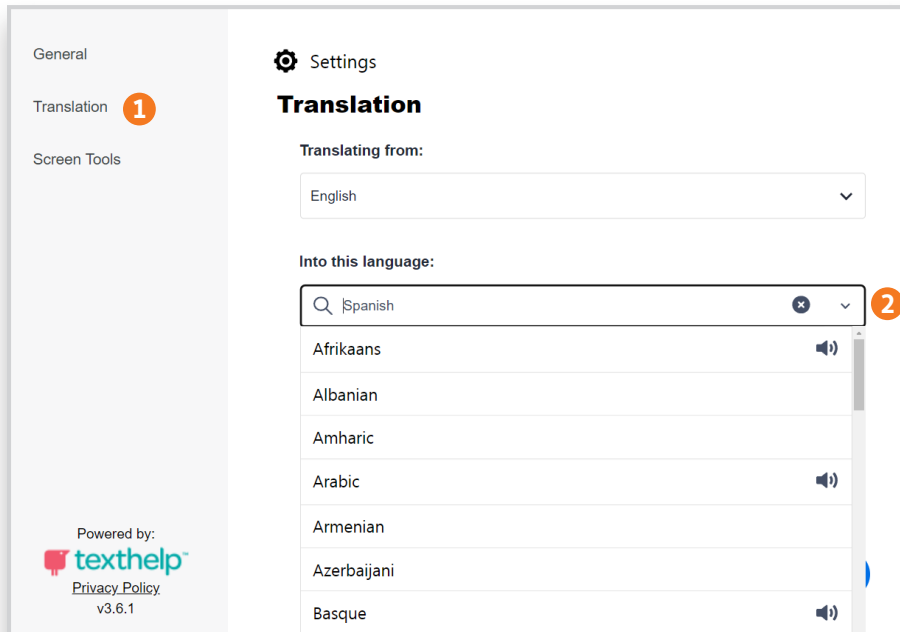 General
Translation 1
Screen Tools
Powered by:
texthelp™
Privacy Policy
v3.6.1
Settings
Translation
Translating from:
English
Into this language:
Spanish
2
Afrikaans
Albanian
Amharic
Arabic
Armenian
Azerbaijani
Basque